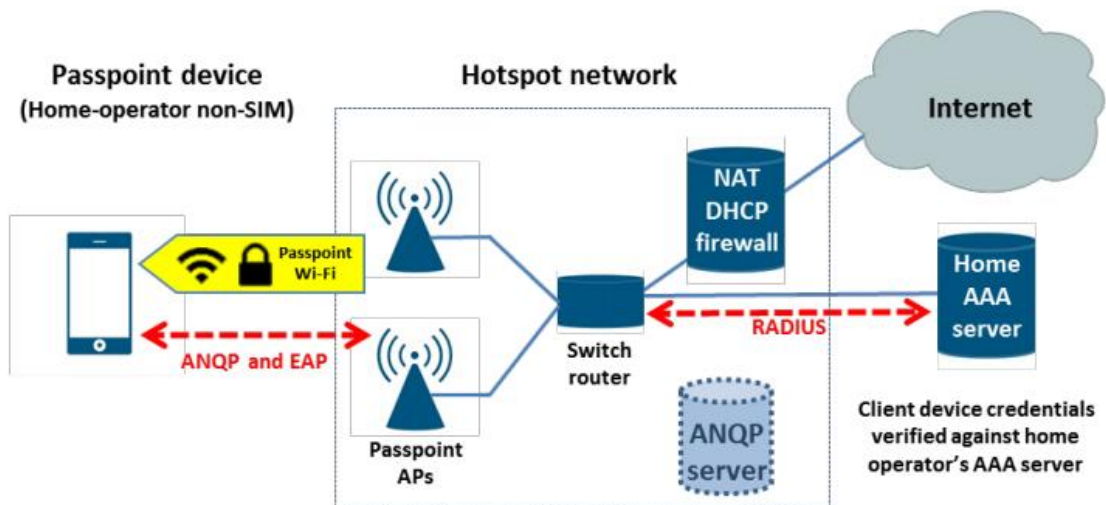 Passpoint device
(Home-operator non-SIM)
Hotspot network
Internet
NAT
DHCP
firewall
Passpoint
Wi-Fi
Home
AAA
server
ANQP and EAP
RADIUS
Switch
router
Passpoint
APs
ANQP
server
Client device credentials
verified against home
operator's AAA server